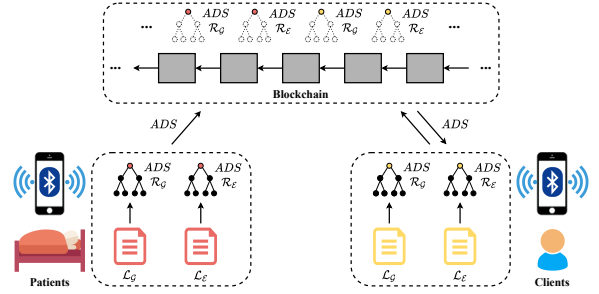 ... ADS ADS ADS ADS ...
R_G R_E R_G R_E
... ...
Blockchain
ADS ADS
ADS ADS ADS ADS
R_G R_E R_G R_E
L_G L_E L_G L_E
Patients Clients